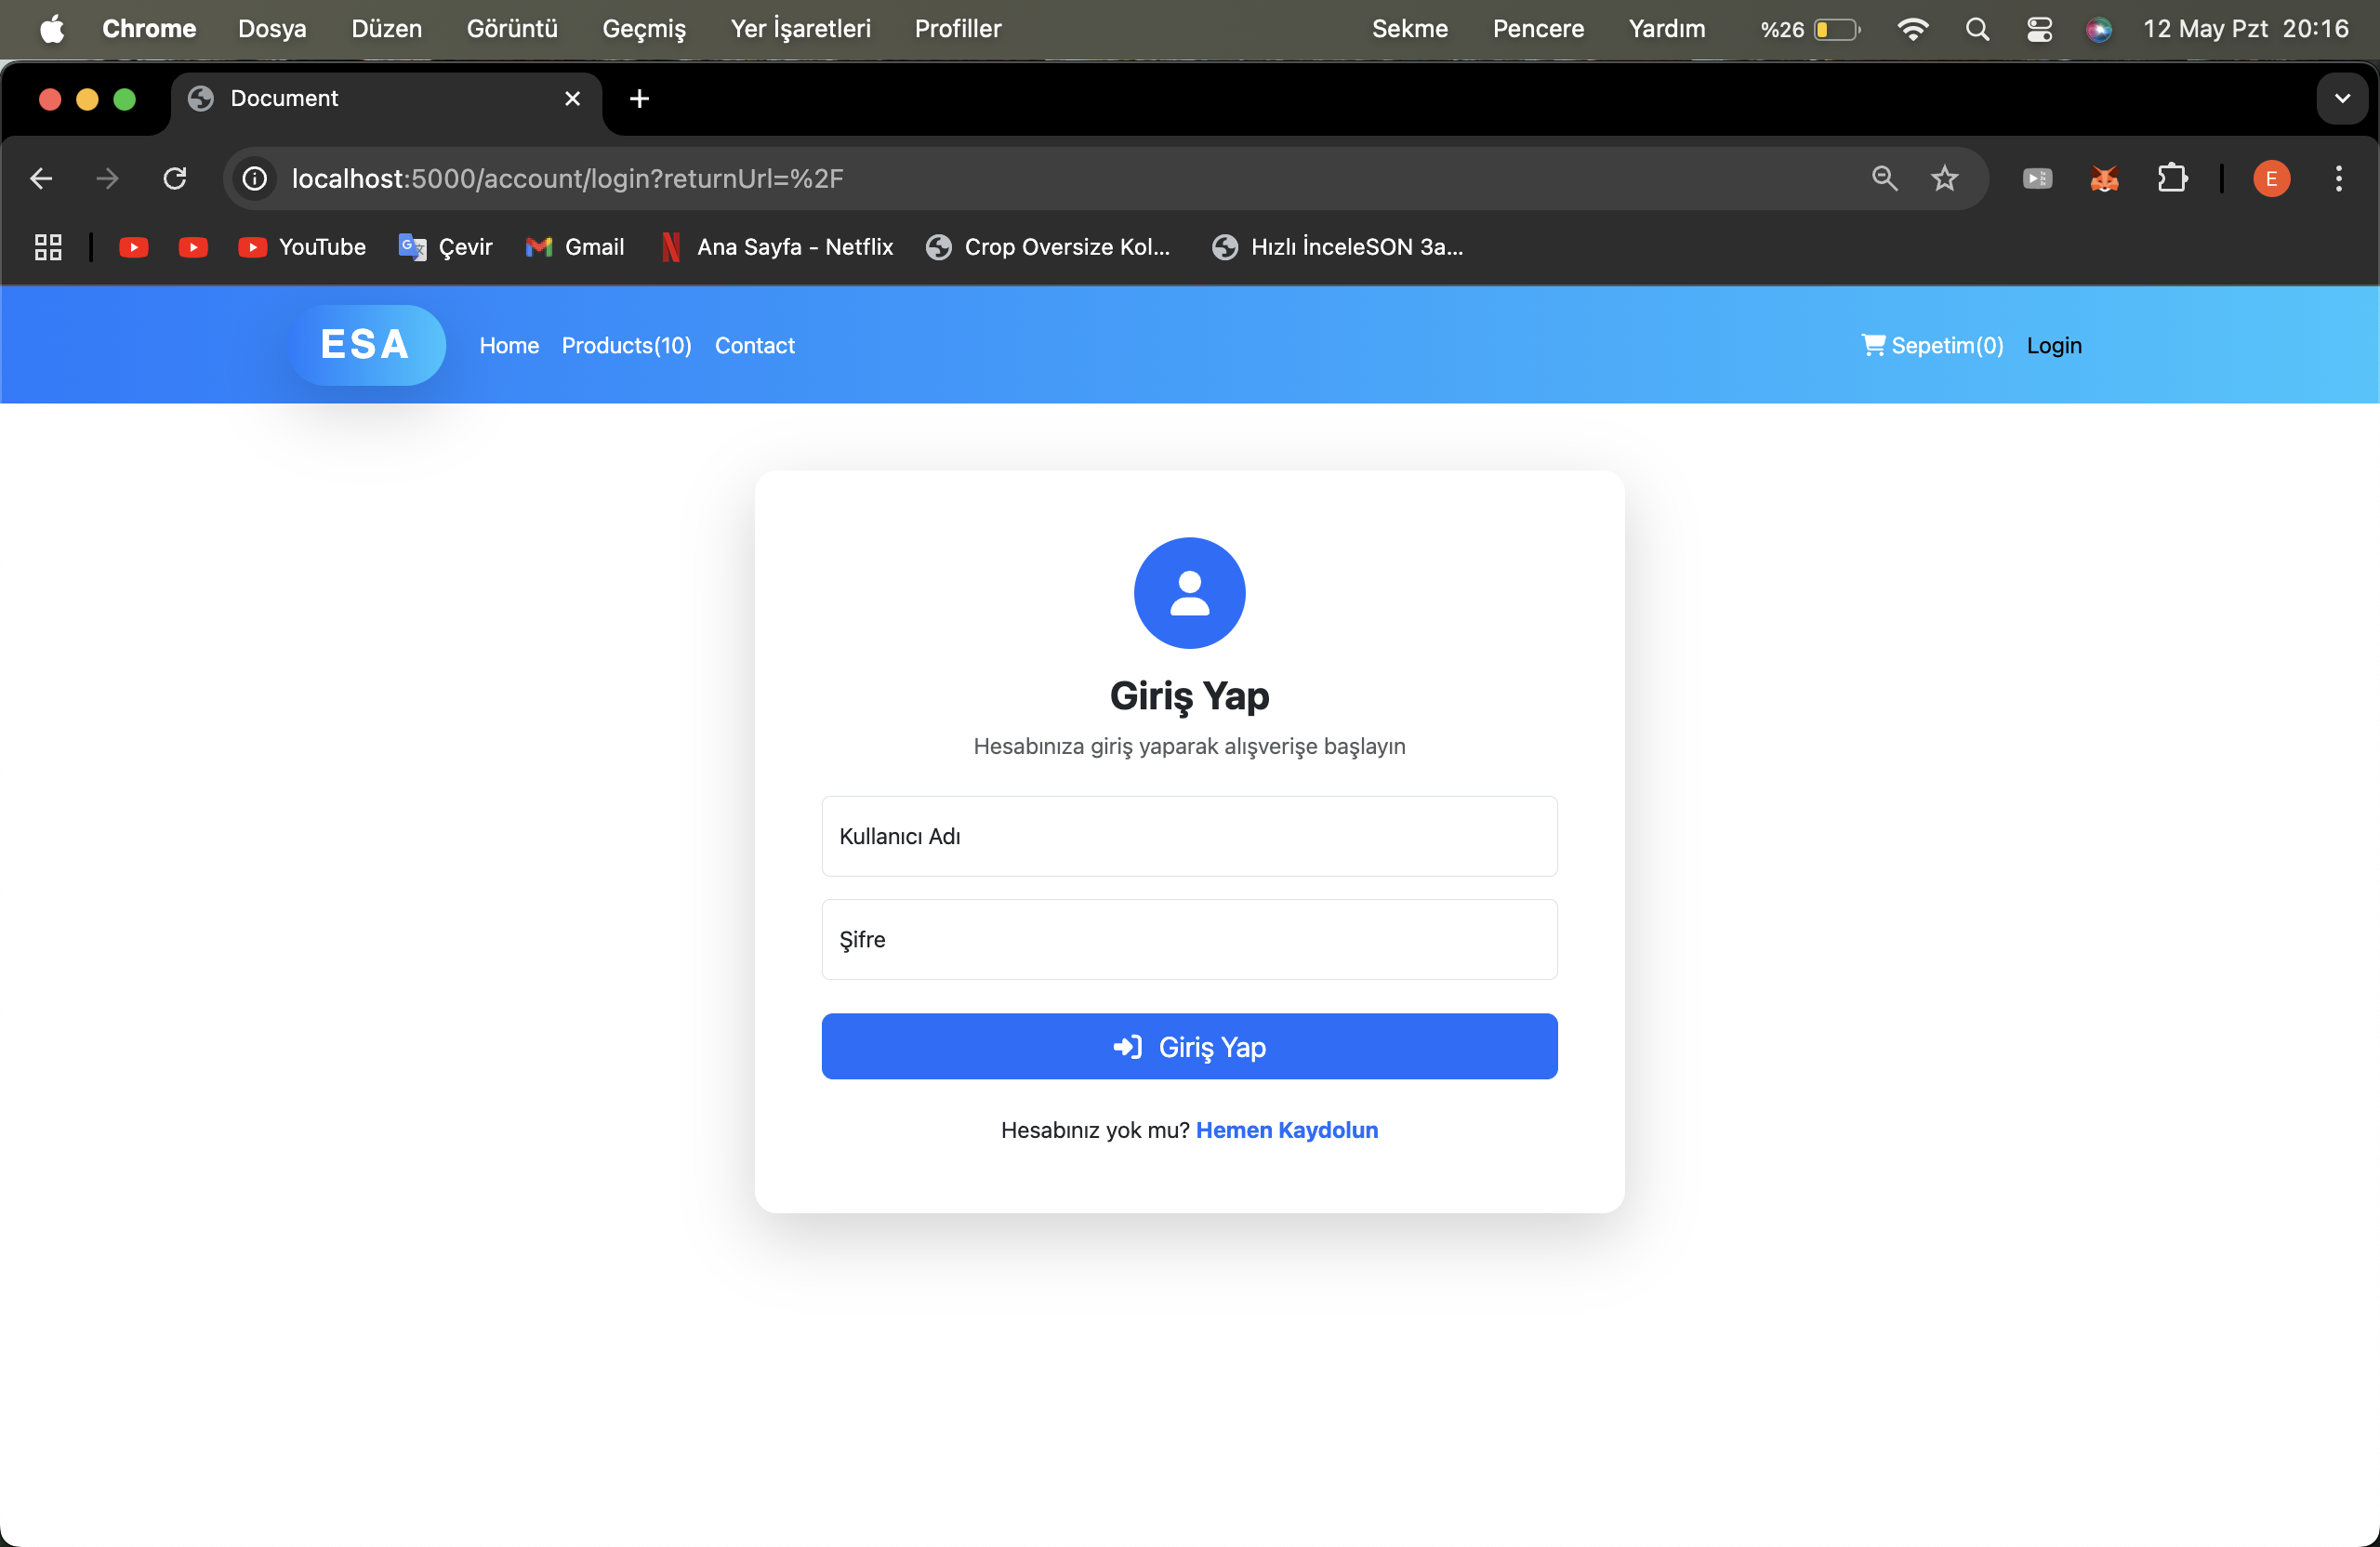 Chrome Dosya Düzen Görüntü Geçmiş Yer İşaretleri Profiller Sekme Pencere Yardım %26 12 May Pzt 20:16
Document
localhost:5000/account/login?returnUrl=%2F E
YouTube Çevir Gmail Ana Sayfa - Netflix Crop Oversize Kol... Hızlı İnceleSON 3a...
ESA Home Products(10) Contact Sepetim(0) Login
Giriş Yap
Hesabınıza giriş yaparak alışverişe başlayın
Kullanıcı Adı
Şifre
Giriş Yap
Hesabınız yok mu? Hemen Kaydolun